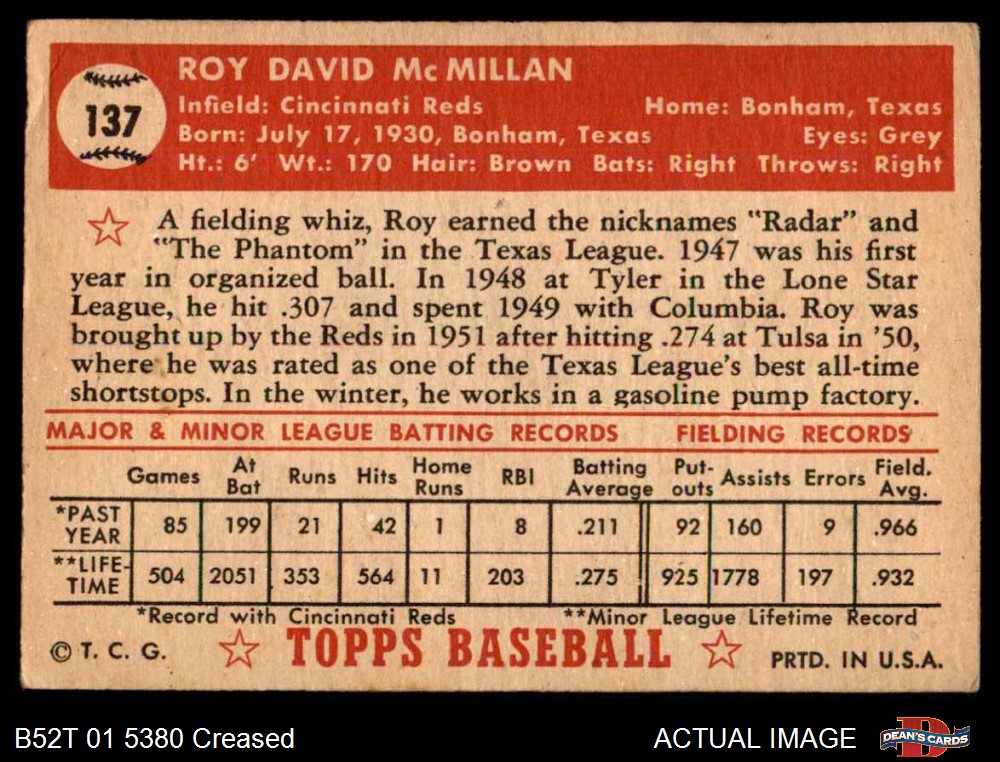 137
ROY DAVID McMILLAN
Infield: Cincinnati Reds Home: Bonham, Texas
Born: July 17, 1930, Bonham, Texas Eyes: Grey
Ht.: 6' Wt.: 170 Hair: Brown Bats: Right Throws: Right
A fielding whiz, Roy earned the nicknames "Radar" and
"The Phantom" in the Texas League. 1947 was his first
year in organized ball. In 1948 at Tyler in the Lone Star
League, he hit .307 and spent 1949 with Columbia. Roy was
brought up by the Reds in 1951 after hitting .274 at Tulsa in '50,
where he was rated as one of the Texas League's best all-time
shortstops. In the winter, he works in a gasoline pump factory.
MAJOR & MINOR LEAGUE BATTING RECORDS FIELDING RECORDS
Games At Bat Runs Hits Home Runs RBI Batting Average Put-outs Assists Errors Field. Avg.
*PAST YEAR 85 199 21 42 1 8 .211 92 160 9 .966
**LIFE-TIME 504 2051 353 564 11 203 .275 925 1778 197 .932
*Record with Cincinnati Reds **Minor League Lifetime Record
© T. C. G. TOPPS BASEBALL PRTD. IN U.S.A.
B52T 01 5380 Creased ACTUAL IMAGE D DEAN'S CARDS